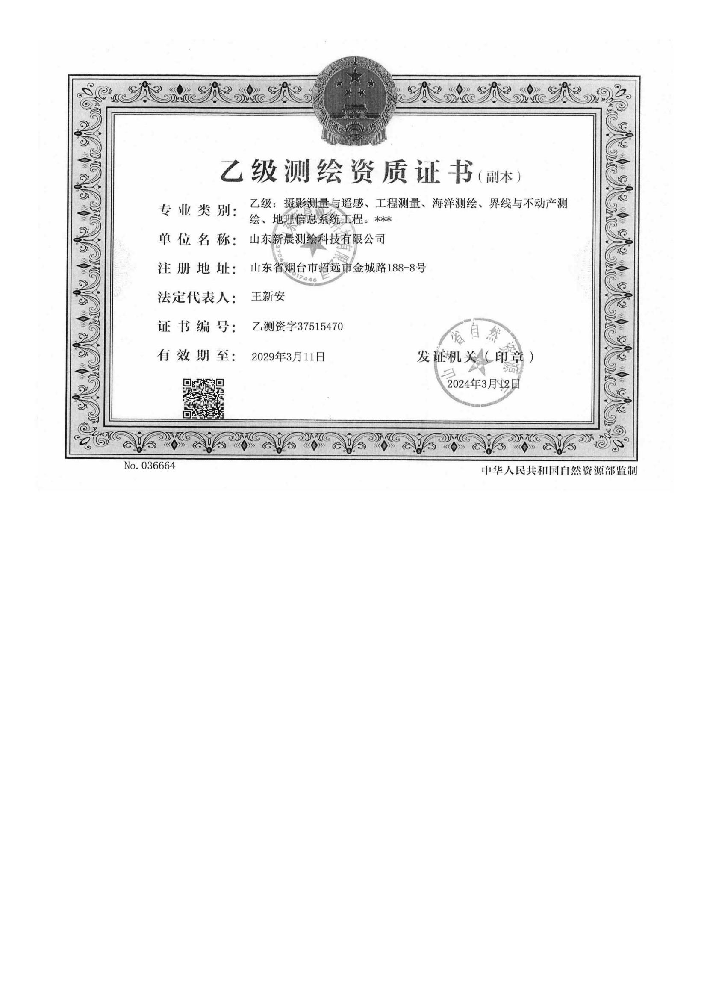 乙级测绘资质证书(副本)
专业类别: 乙级:摄影测量与遥感、工程测量、海洋测绘、界线与不动产测
绘、地理信息系统工程。***
单位名称: 山东新晨测绘科技有限公司
注册地址: 山东省烟台市招远市金城路188-8号
法定代表人: 王新安
证书编号: 乙测资字37515470
有效期至: 2029年3月11日
发证机关(印章)
山东省自然资源厅
2024年3月12日
No.036664
中华人民共和国自然资源部监制